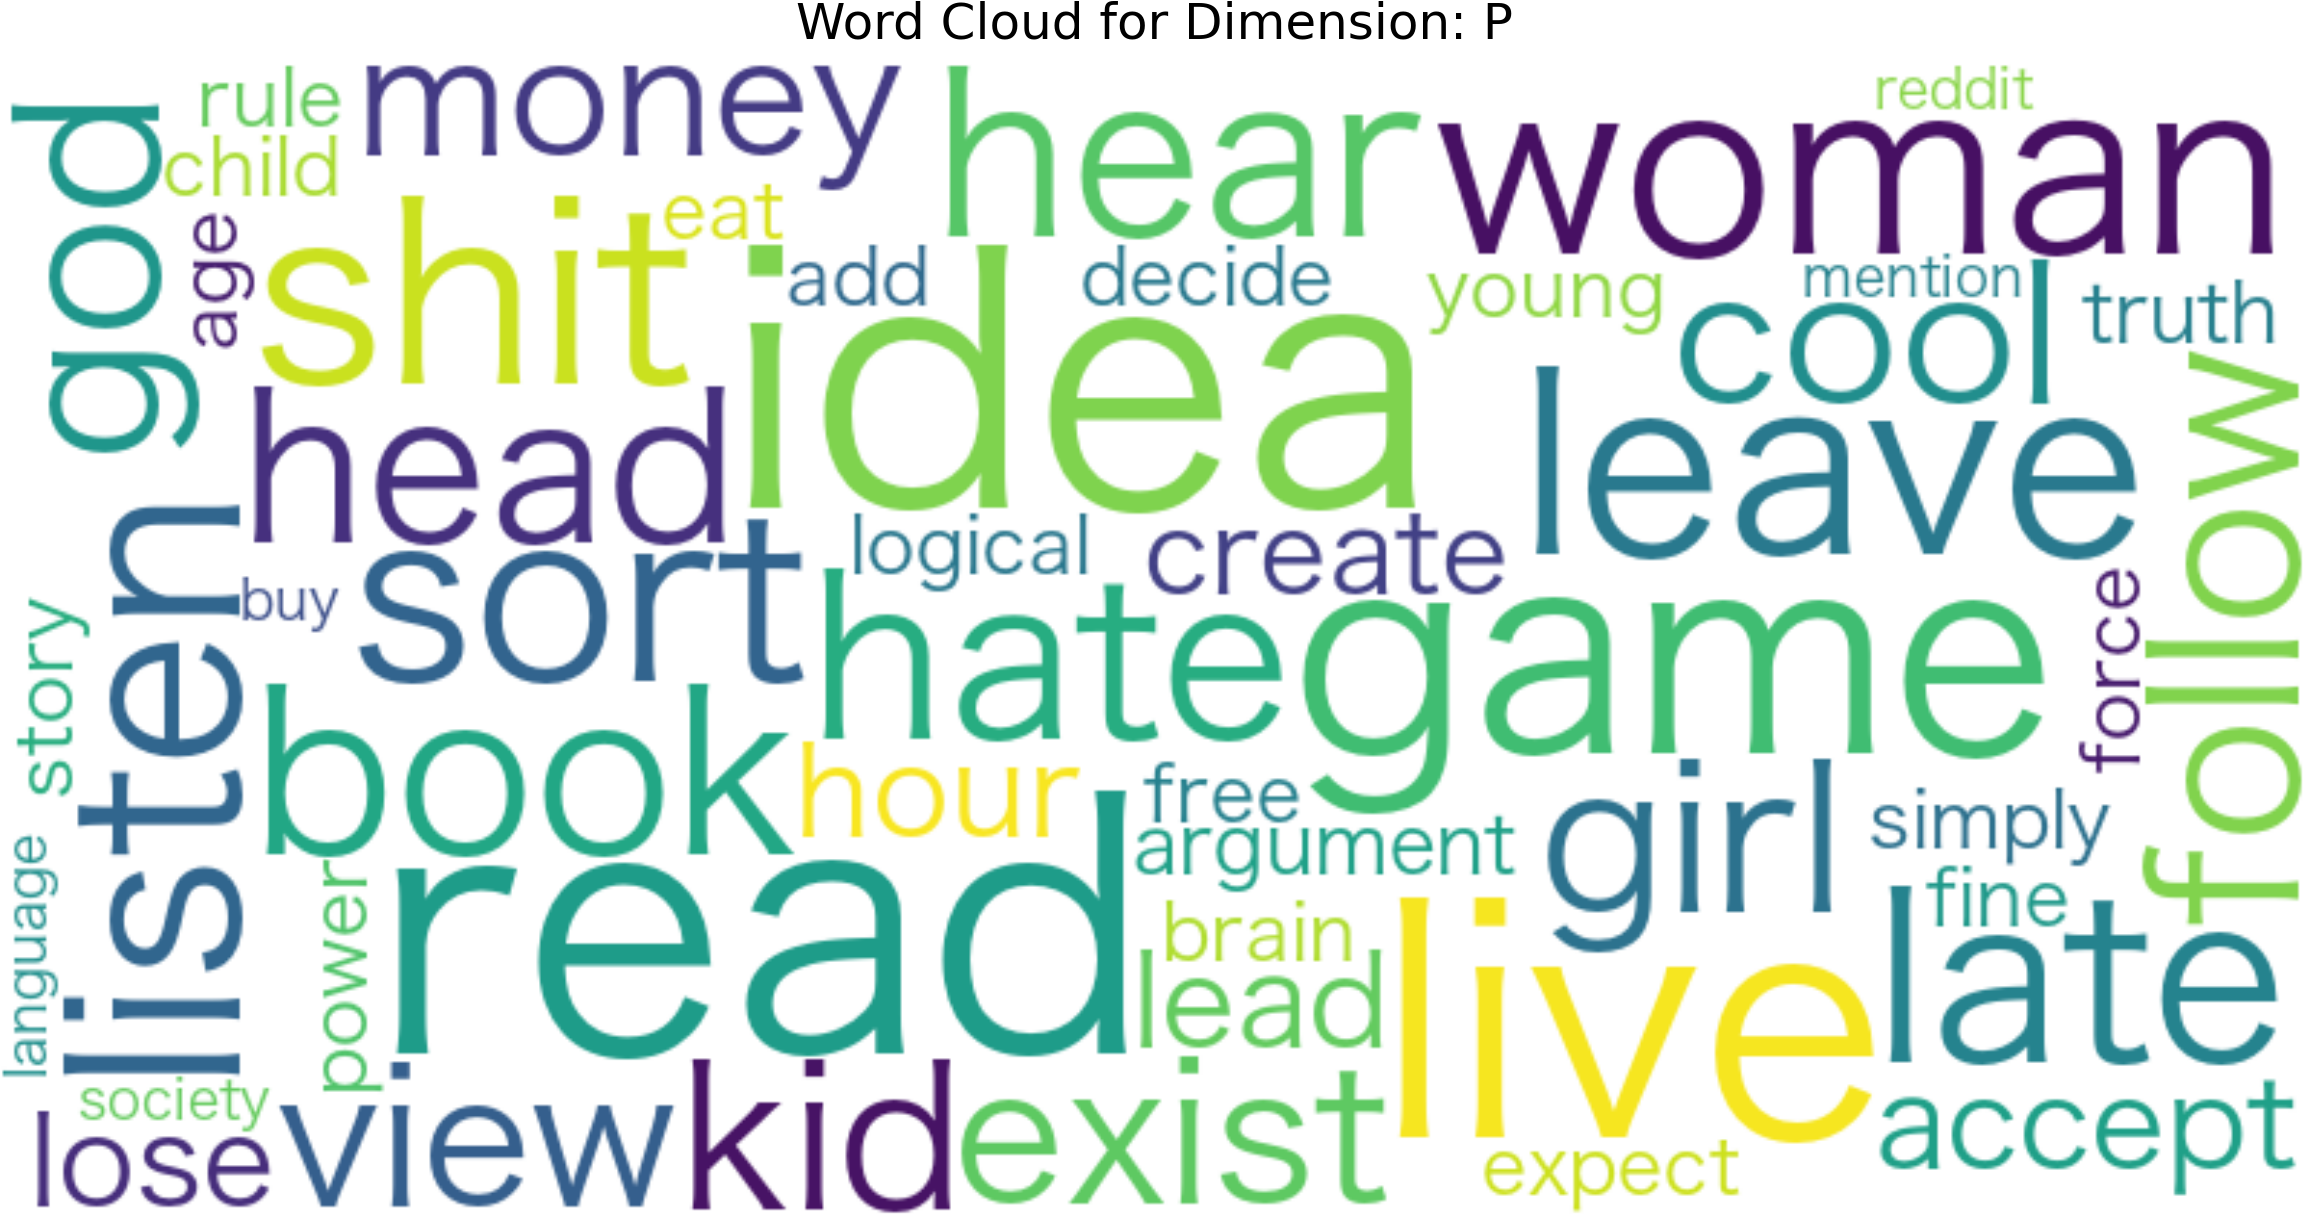 Word Cloud for Dimension: P
rule
money
hear
reddit
woman
god
child
eat
shit
age
idea
add
decide
young
mention
cool
truth
head
leave
follow
listen
sort
logical
create
buy
hate
game
force
story
book
hour
free
argument
girl
simply
language
power
read
brain
lead
live
fine
late
society
lose
view
kid
exist
expect
accept